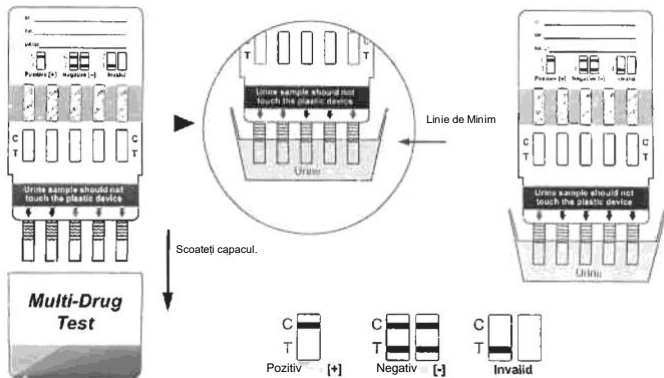 Positive [+] Negative [-] Invalid
C C
T T
Urine sample should not
touch the plastic device
Scoateți capacul.
Multi-Drug
Test
T T
Urine sample should not
touch the plastic device
Urine
Linie de Minim
Positive [+] Negative [-] Invalid
C C
T T
Urine sample should not
touch the plastic device
Urine
C C
T T T
Pozitiv [+] Negativ [-] Invalid